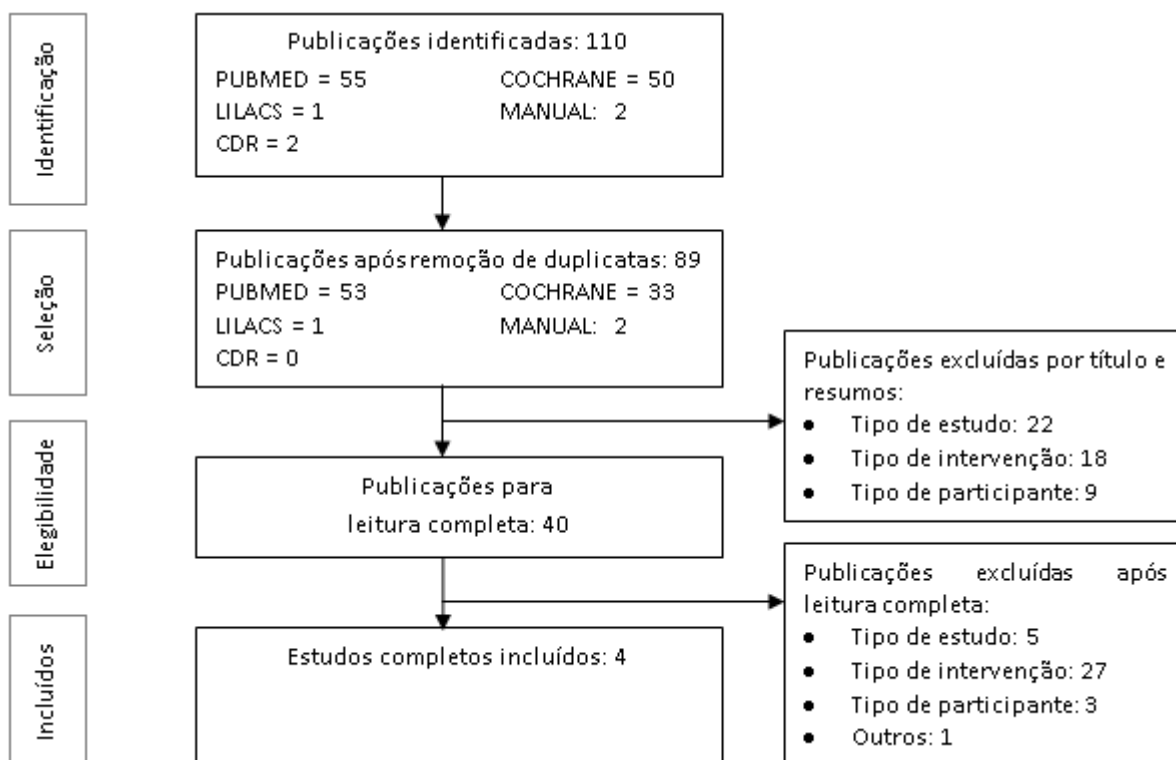 Identificação
Publicações identificadas: 110
PUBMED = 55 COCHRANE = 50
LILACS = 1 MANUAL: 2
CDR = 2
Seleção
Publicações após remoção de duplicatas: 89
PUBMED = 53 COCHRANE = 33
LILACS = 1 MANUAL: 2
CDR = 0
Publicações excluídas por título e
resumos:
• Tipo de estudo: 22
• Tipo de intervenção: 18
• Tipo de participante: 9
Elegibilidade
Publicações para
leitura completa: 40
Publicações excluídas após
leitura completa:
• Tipo de estudo: 5
• Tipo de intervenção: 27
• Tipo de participante: 3
• Outros: 1
Incluídos
Estudos completos incluídos: 4